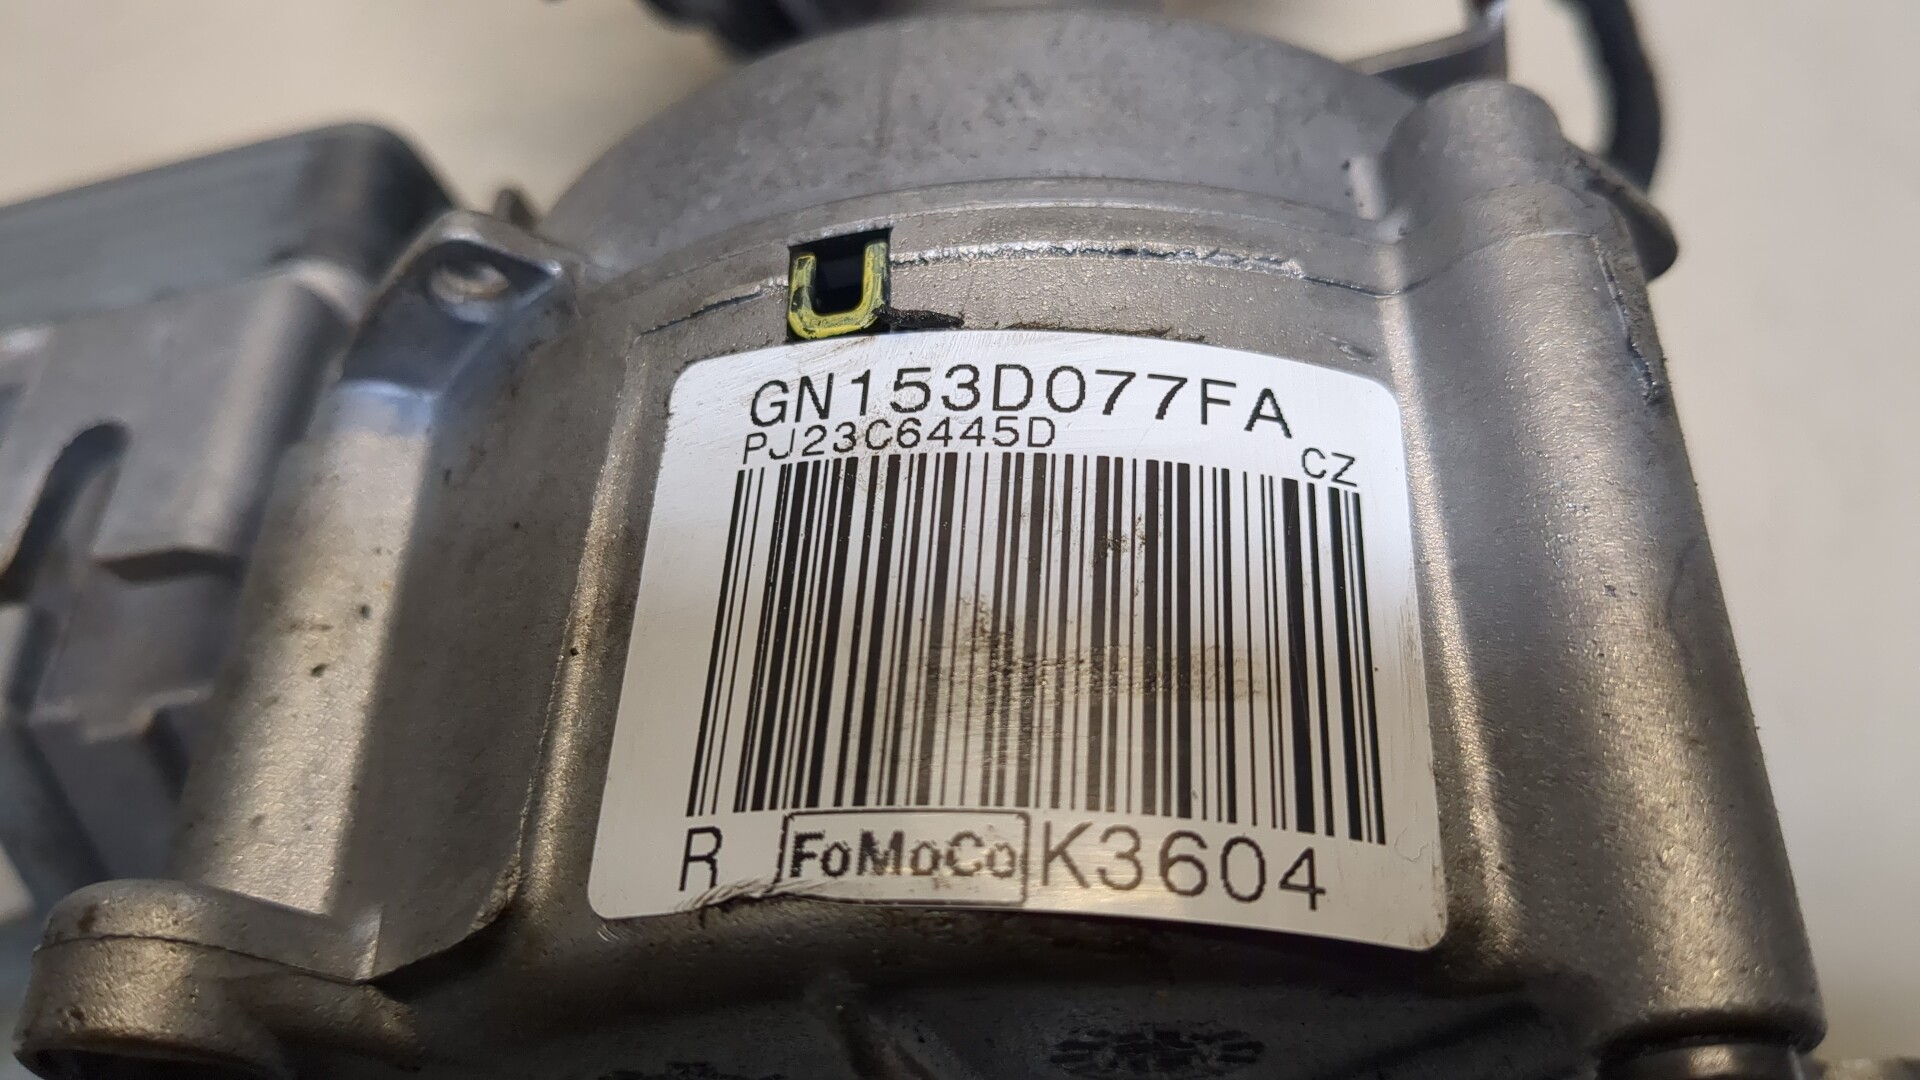 GN153D077FA
PJ23C6445D
CZ
R FoMoCo K3604